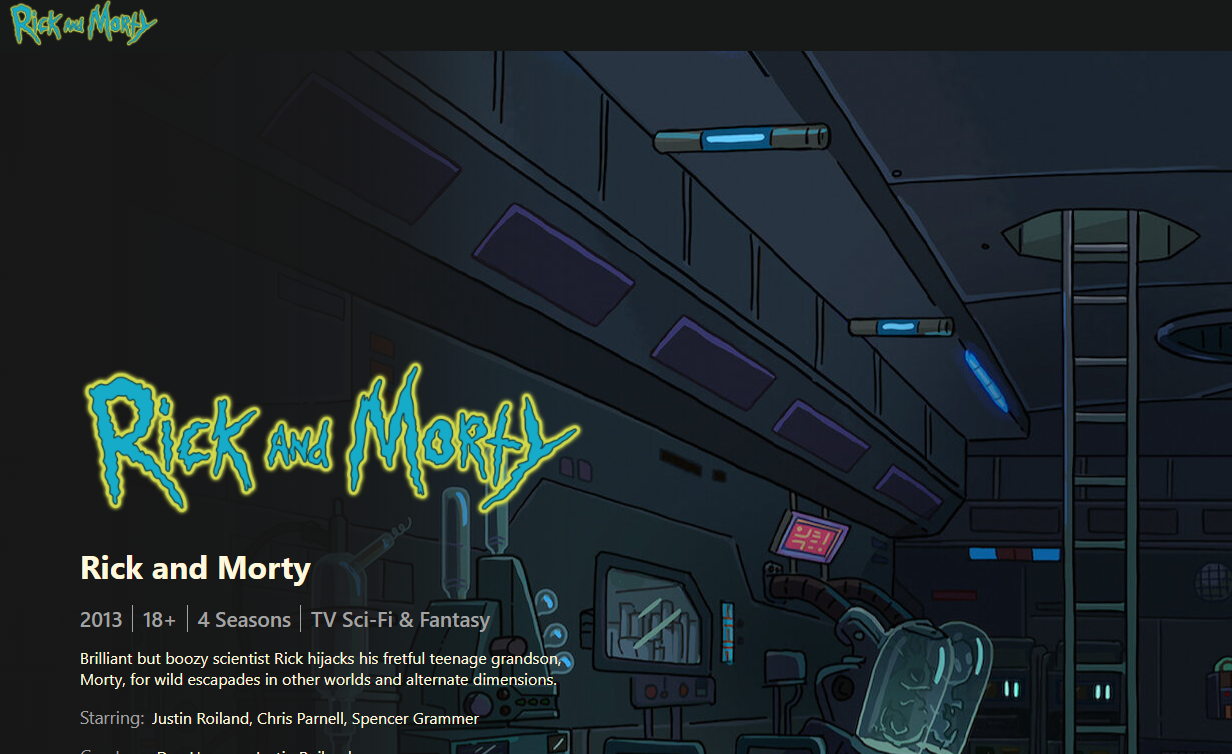 Rick and Morty
Rick and Morty
Rick and Morty
2013 | 18+ | 4 Seasons | TV Sci-Fi & Fantasy
Brilliant but boozy scientist Rick hijacks his fretful teenage grandson,
Morty, for wild escapades in other worlds and alternate dimensions.
Starring: Justin Roiland, Chris Parnell, Spencer Grammer